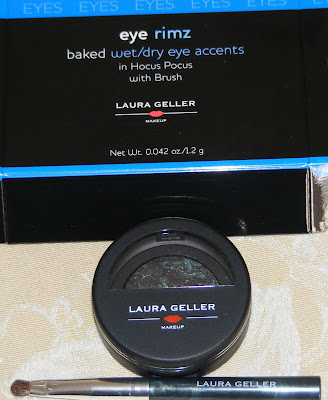 EYES EYES EYES EYES EYES
eye rimz
baked wet/dry eye accents
in Hocus Pocus
with Brush
LAURA GELLER
MAKEUP
Net Wt. 0.042 oz./1.2 g
LAURA GELLER
MAKEUP
LAURA GELLER